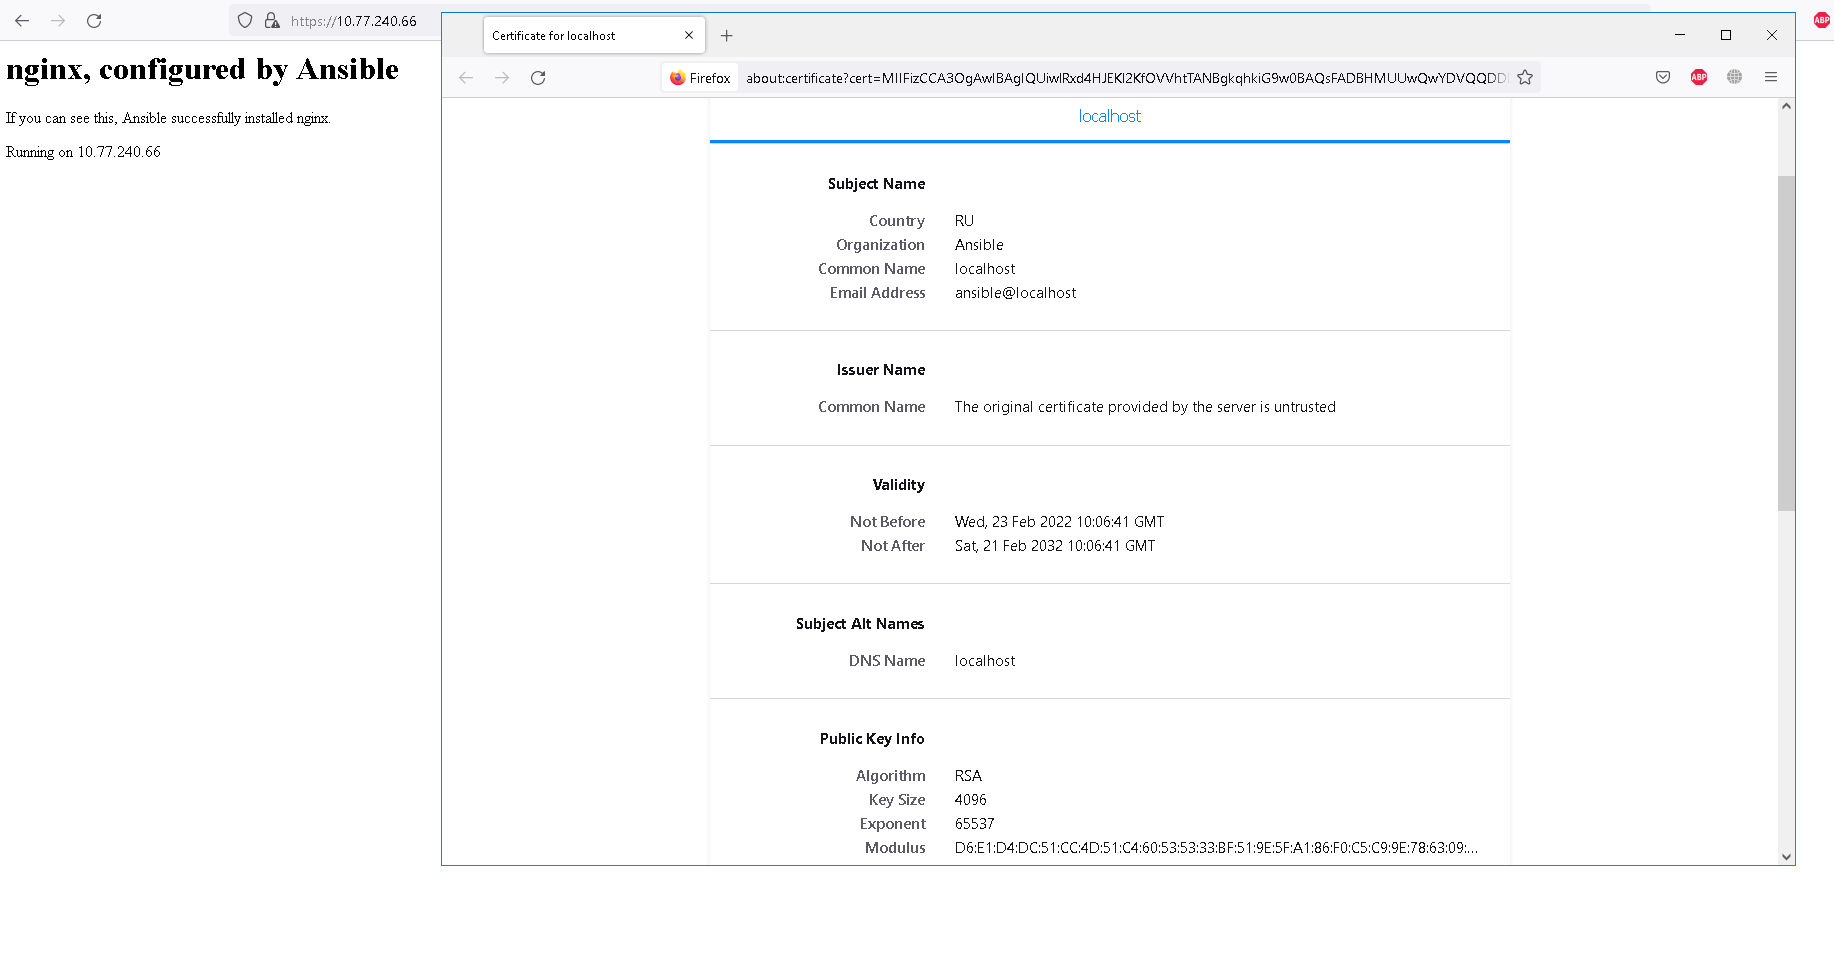 https://10.77.240.66
ABP
nginx, configured by Ansible
If you can see this, Ansible successfully installed nginx.
Running on 10.77.240.66
Certificate for localhost
Firefox
about:certificate?cert=MIIFizCCA3OgAwIBAgIQUiwIRxd4HJEKI2KfOVVhtTANBgkqhkiG9w0BAQsFADBHMUUwQwYDVQQDD
ABP
localhost
Subject Name
Country RU
Organization Ansible
Common Name localhost
Email Address ansible@localhost
Issuer Name
Common Name The original certificate provided by the server is untrusted
Validity
Not Before Wed, 23 Feb 2022 10:06:41 GMT
Not After Sat, 21 Feb 2032 10:06:41 GMT
Subject Alt Names
DNS Name localhost
Public Key Info
Algorithm RSA
Key Size 4096
Exponent 65537
Modulus D6:E1:D4:DC:51:CC:4D:51:C4:60:53:53:33:BF:51:9E:5F:A1:86:F0:C5:C9:9E:78:63:09:...